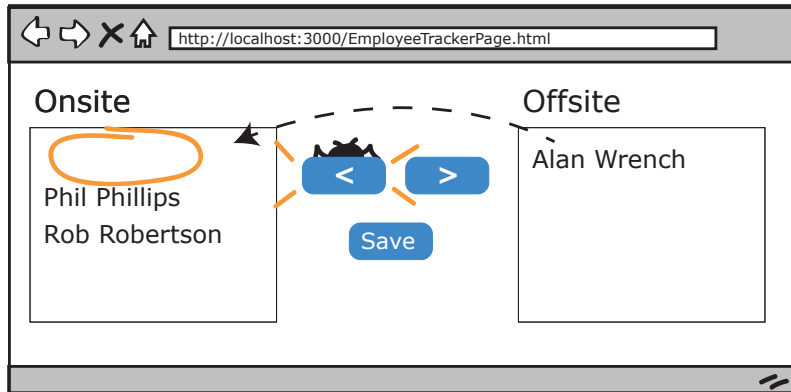 http://localhost:3000/EmployeeTrackerPage.html
Onsite
Offsite
Alan Wrench
Phil Phillips
Rob Robertson
<
>
Save